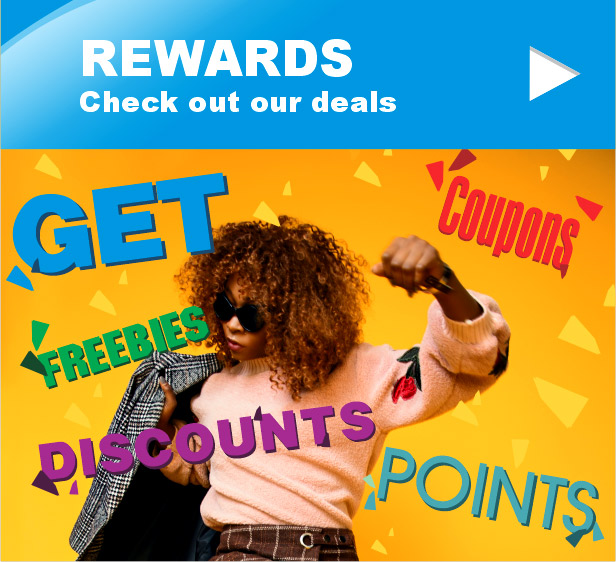 REWARDS
Check out our deals
GET
Coupons
FREEBIES
DISCOUNTS
POINTS